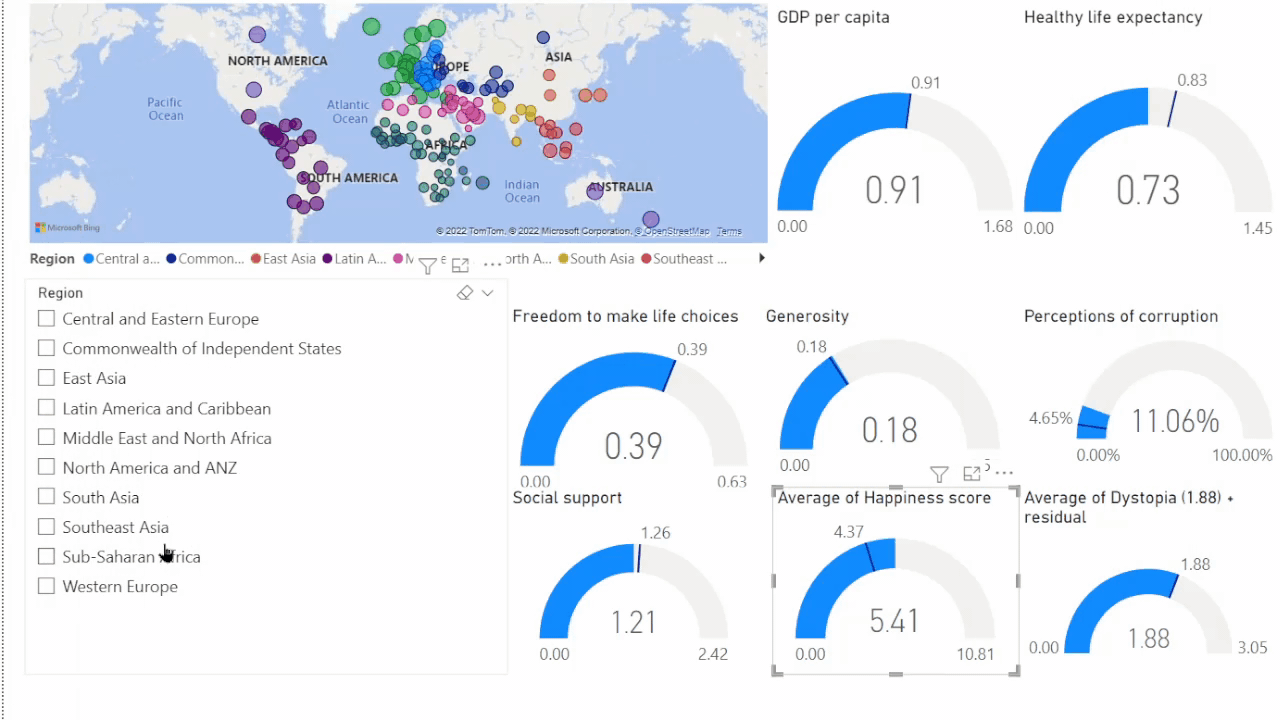 GDP per capita
Healthy life expectancy
NORTH AMERICA
ASIA
Pacific
Ocean
Atlantic
Ocean
AFRICA
SOUTH AMERICA
Indian
Ocean
AUSTRALIA
Microsoft Bing
© 2022 TomTom, © 2022 Microsoft Corporation, © OpenStreetMap Terms
0.91
0.91
0.00
1.68
0.83
0.73
0.00
1.45
Region Central a... Common... East Asia Latin A... South Asia Southeast ...
Region
Central and Eastern Europe
Commonwealth of Independent States
East Asia
Latin America and Caribbean
Middle East and North Africa
North America and ANZ
South Asia
Southeast Asia
Sub-Saharan Africa
Western Europe
Freedom to make life choices
0.39
0.39
0.00
0.63
Generosity
0.18
0.18
0.00
Perceptions of corruption
4.65%
11.06%
0.00%
100.00%
Social support
1.26
1.21
0.00
2.42
Average of Happiness score
4.37
5.41
0.00
10.81
Average of Dystopia (1.88) +
residual
1.88
1.88
0.00
3.05